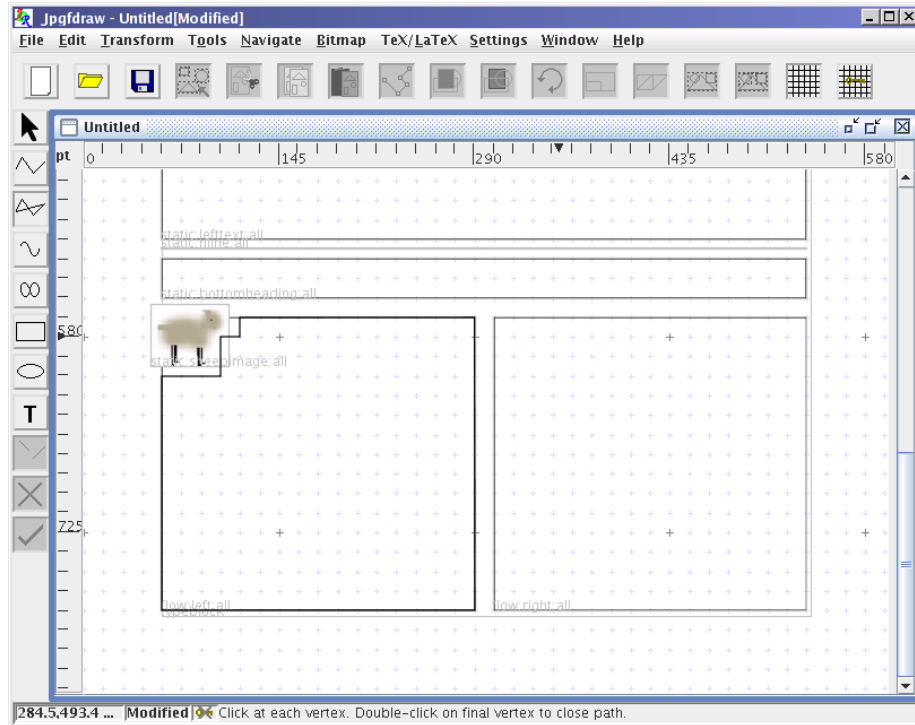 Jpgfdraw - Untitled[Modified]
File Edit Transform Tools Navigate Bitmap TeX/LaTeX Settings Window Help
Untitled
pt 0 145 290 435 580
static:lefttext:all
static:hline:all
static:bottomheading:all
580
static:sheepimage:all
725
T
flow:left:all
typeblock
flow:right:all
284.5,493.4 ... Modified Click at each vertex. Double-click on final vertex to close path.